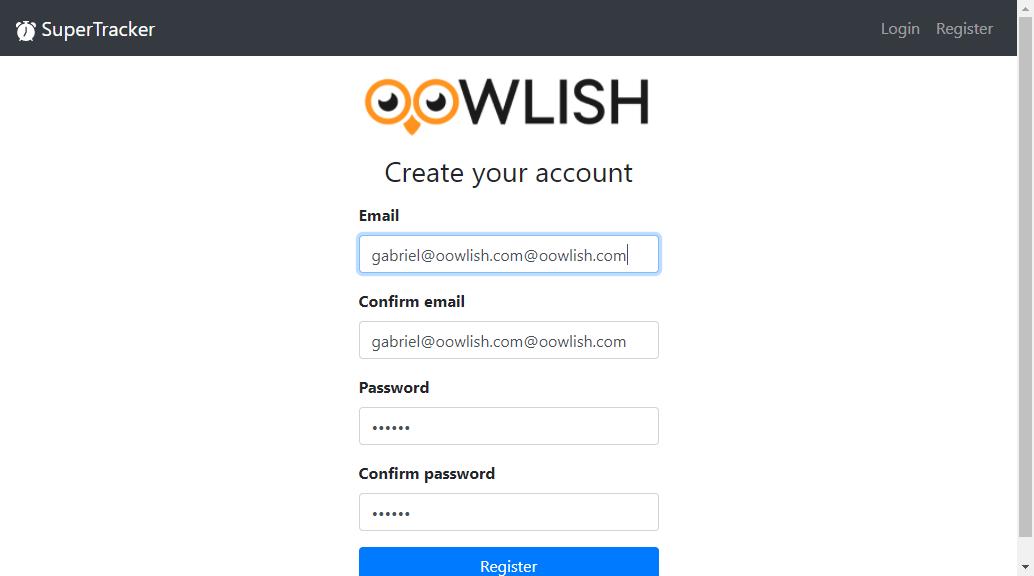 SuperTracker
Login Register
OOWLISH
Create your account
Email
gabriel@oowlish.com@oowlish.com
Confirm email
gabriel@oowlish.com@oowlish.com
Password
••••••
Confirm password
••••••
Register